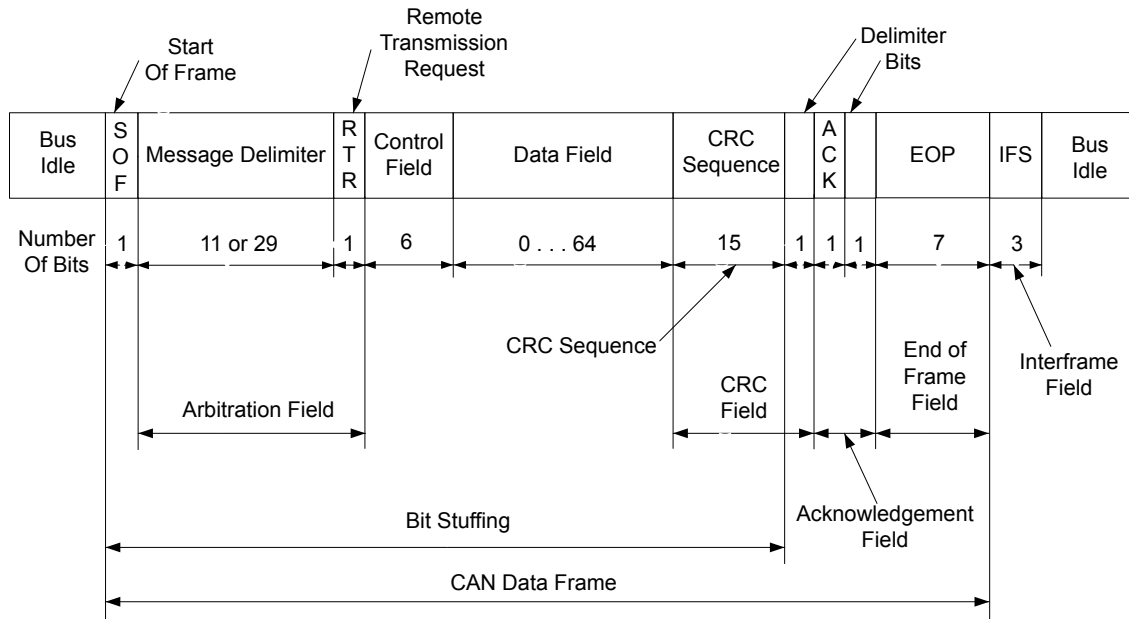 Start
Of Frame
Remote
Transmission
Request
Delimiter
Bits
Bus
Idle
S
O
F
Message Delimiter
R
T
R
Control
Field
Data Field
CRC
Sequence
A
C
K
EOP
IFS
Bus
Idle
Number
Of Bits
1
11 or 29
1
6
0 . . . 64
15
1
1
1
7
3
CRC Sequence
End of
Frame
Field
Interframe
Field
Arbitration Field
CRC
Field
Bit Stuffing
Acknowledgement
Field
CAN Data Frame